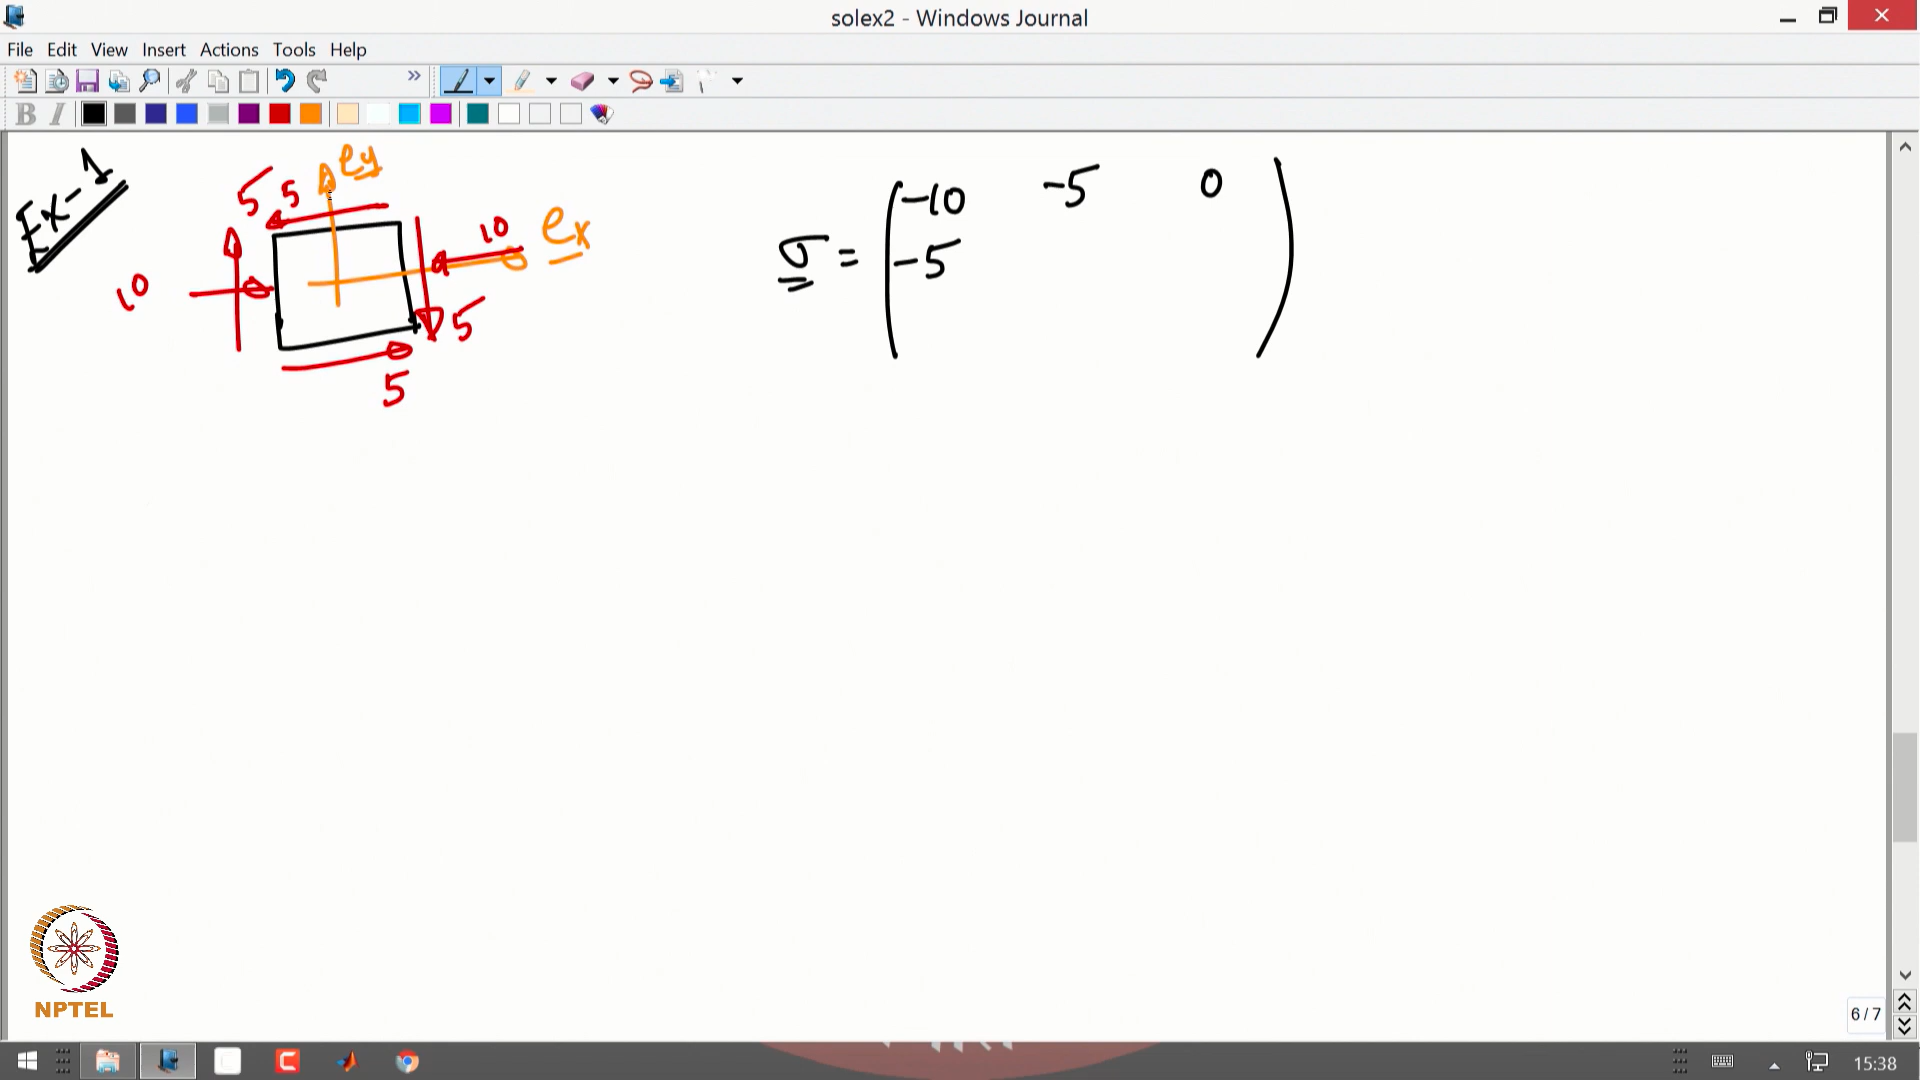 solex2 - Windows Journal
File Edit View Insert Actions Tools Help
B I
Ex-1
5 5 ey
10 ex
10
5
5
σ = ( -10 -5 0
-5 )
NPTEL
6 / 7
15:38